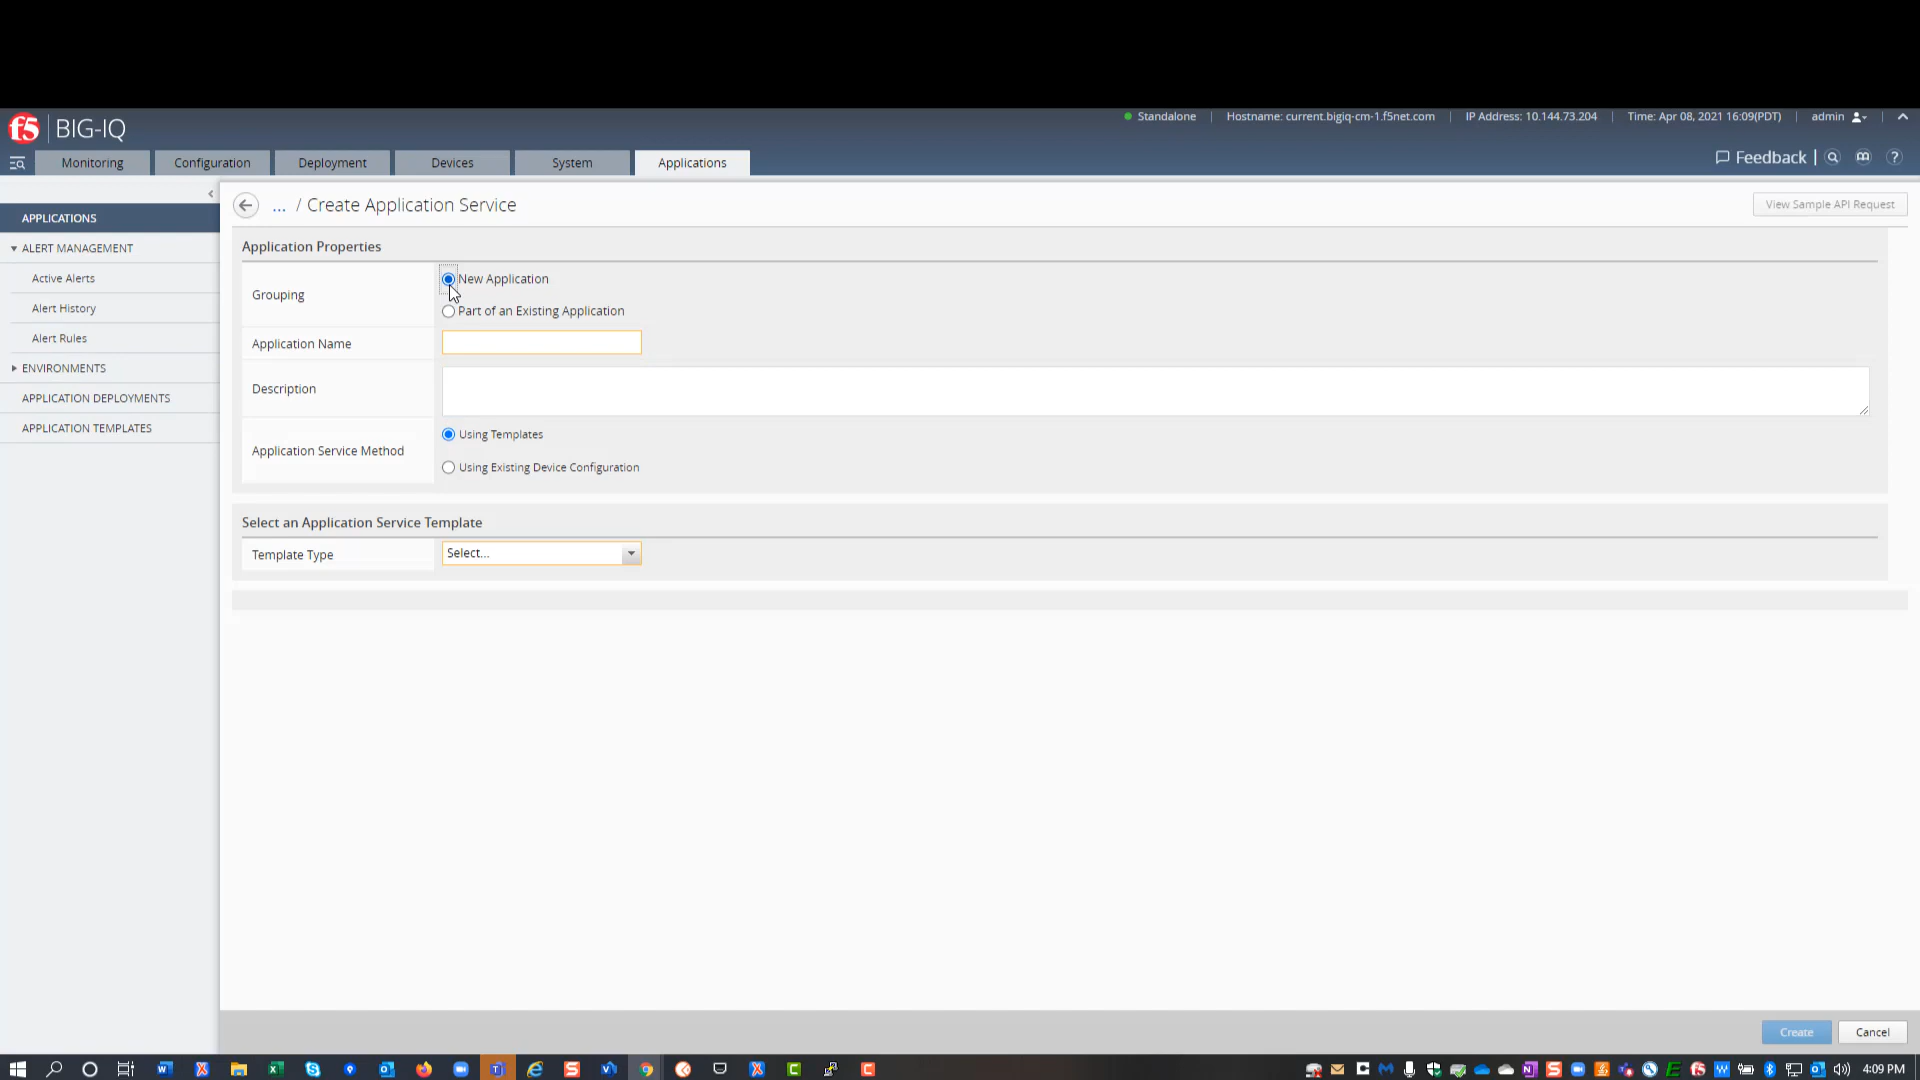 Standalone | Hostname: current.bigiq-cm-1.f5net.com | IP Address: 10.144.73.204 | Time: Apr 08, 2021 16:09(PDT) | admin
f5 BIG-IQ
Monitoring Configuration Deployment Devices System Applications
Feedback | ?
... / Create Application Service
View Sample API Request
APPLICATIONS
ALERT MANAGEMENT
Active Alerts
Alert History
Alert Rules
ENVIRONMENTS
APPLICATION DEPLOYMENTS
APPLICATION TEMPLATES
Application Properties
Grouping
New Application
Part of an Existing Application
Application Name
Description
Application Service Method
Using Templates
Using Existing Device Configuration
Select an Application Service Template
Template Type
Select...
Create Cancel
4:09 PM